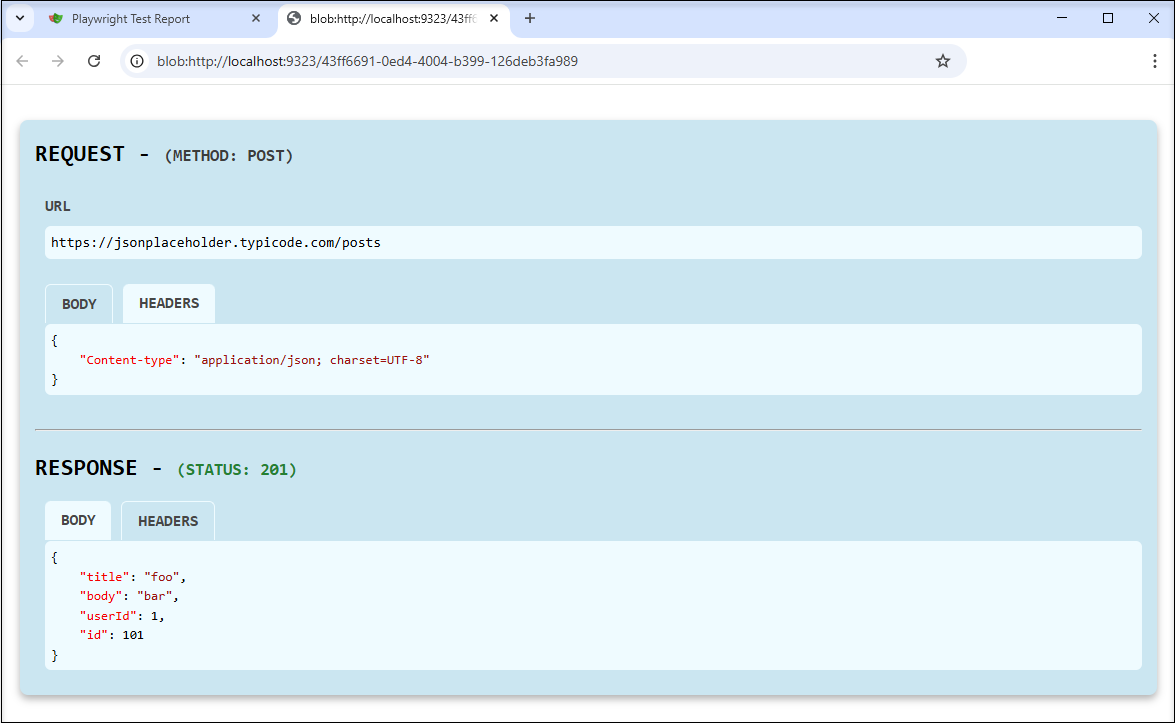 Playwright Test Report
blob:http://localhost:9323/43ff6
blob:http://localhost:9323/43ff6691-0ed4-4004-b399-126deb3fa989
REQUEST - (METHOD: POST)
URL
https://jsonplaceholder.typicode.com/posts
BODY HEADERS
{
    "Content-type": "application/json; charset=UTF-8"
}
RESPONSE - (STATUS: 201)
BODY HEADERS
{
    "title": "foo",
    "body": "bar",
    "userId": 1,
    "id": 101
}